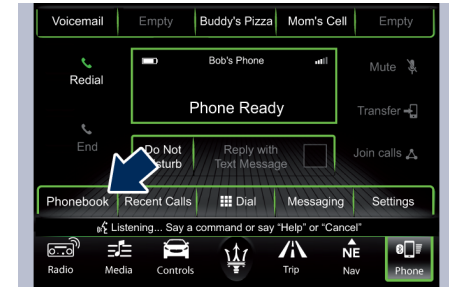 Voicemail Empty Buddy's Pizza Mom's Cell Empty
Redial
Bob's Phone
Mute
Phone Ready
Transfer
End
Do Not Disturb
Reply with Text Message
Join calls
Phonebook Recent Calls Dial Messaging Settings
Listening... Say a command or say "Help" or "Cancel"
Radio Media Controls Trip NE Nav Phone